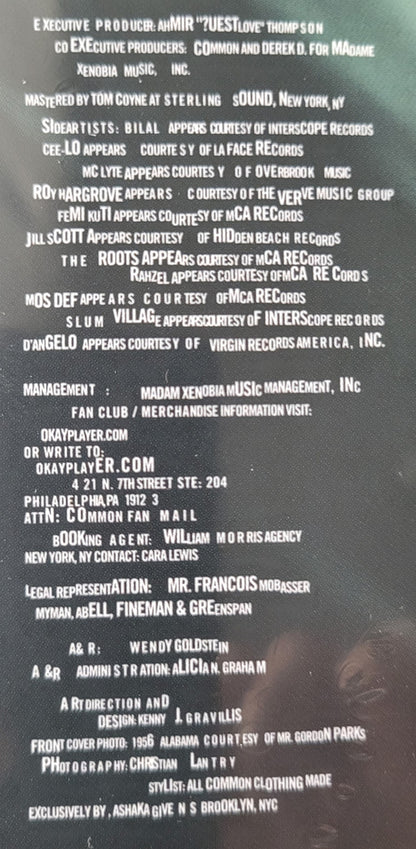 EXECUTIVE PRODUCER: AHMIR "?UESTLOVE" THOMPSON
CO EXECUTIVE PRODUCERS: COMMON AND DEREK D. FOR MADAME
XENOBIA MUSIC, INC.
MASTERED BY TOM COYNE AT STERLING SOUND, NEW YORK, NY
SIDEARTISTS: BILAL APPEARS COURTESY OF INTERSCOPE RECORDS
CEE-LO APPEARS COURTESY OF LA FACE RECORDS
MC LYTE APPEARS COURTESY OF OVERBROOK MUSIC
ROY HARGROVE APPEARS COURTESY OF THE VERVE MUSIC GROUP
FEMI KUTI APPEARS COURTESY OF MCA RECORDS
JILL SCOTT APPEARS COURTESY OF HIDDEN BEACH RECORDS
THE ROOTS APPEARS COURTESY OF MCA RECORDS
RAHZEL APPEARS COURTESY OF MCA RECORDS
MOS DEF APPEARS COURTESY OF MCA RECORDS
SLUM VILLAGE APPEARS COURTESY OF INTERSCOPE RECORDS
D'ANGELO APPEARS COURTESY OF VIRGIN RECORDS AMERICA, INC.
MANAGEMENT : MADAM XENOBIA MUSIC MANAGEMENT, INC
FAN CLUB / MERCHANDISE INFORMATION VISIT:
OKAYPLAYER.COM
OR WRITE TO:
OKAYPLAYER.COM
421 N. 7TH STREET STE: 204
PHILADELPHIA, PA 19123
ATTN: COMMON FAN MAIL
BOOKING AGENT: WILLIAM MORRIS AGENCY
NEW YORK, NY CONTACT: CARA LEWIS
LEGAL REPRESENTATION: MR. FRANCOIS MOBASSER
MYMAN, ABELL, FINEMAN & GREENSPAN
A& R: WENDY GOLDSTEIN
A &R ADMINISTRATION: ALICIA N. GRAHAM
ART DIRECTION AND
DESIGN: KENNY J. GRAVILLIS
FRONT COVER PHOTO: 1956 ALABAMA COURTESY OF MR. GORDON PARKS
PHOTOGRAPHY: CHRISTIAN LANTRY
STYLIST: ALL COMMON CLOTHING MADE
EXCLUSIVELY BY, ASHAKA GIVENS BROOKLYN, NYC